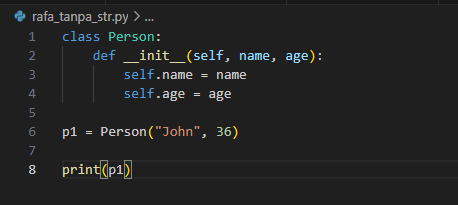 rafa_tanpa_str.py > ...
1 class Person:
2     def __init__(self, name, age):
3         self.name = name
4         self.age = age
5
6 p1 = Person("John", 36)
7
8 print(p1)